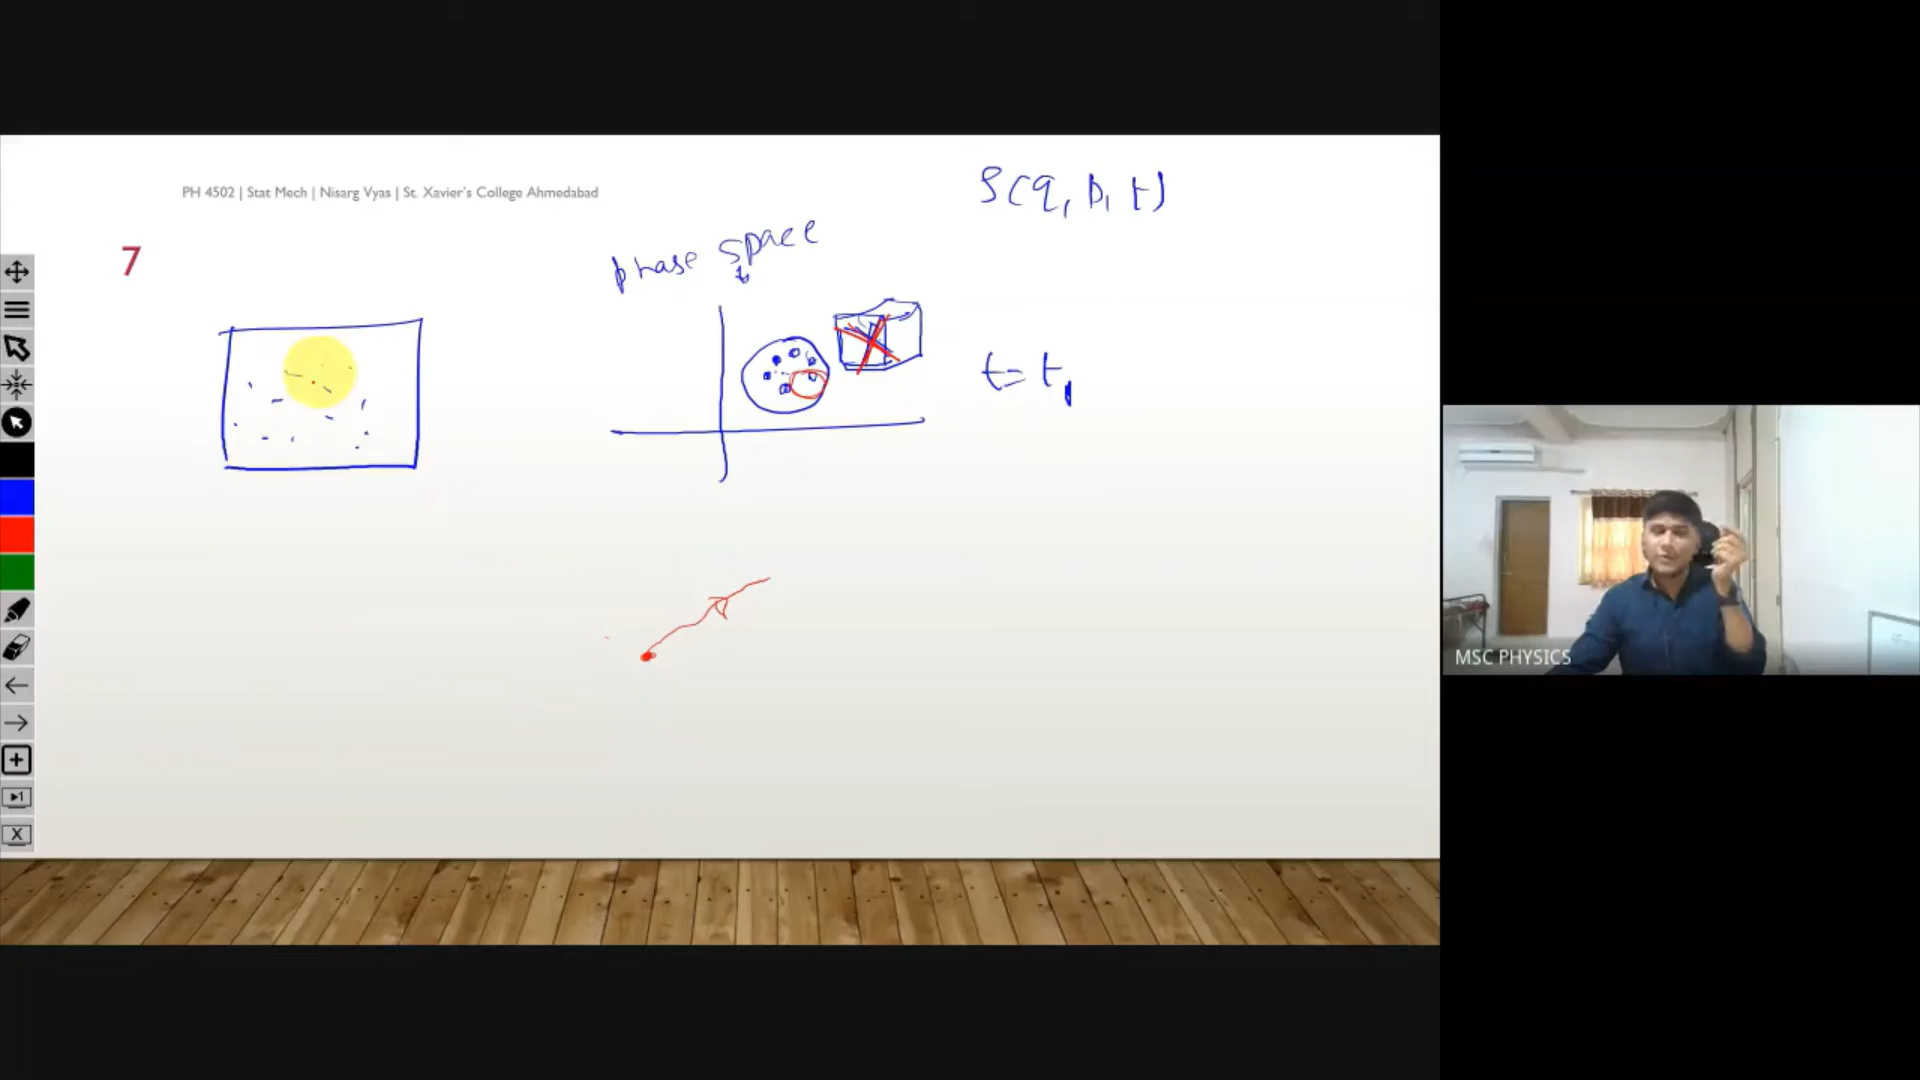 PH 4502 | Stat Mech | Nisarg Vyas | St. Xavier's College Ahmedabad
ρ(q, p, t)
7
phase space
t = t₁
MSC PHYSICS